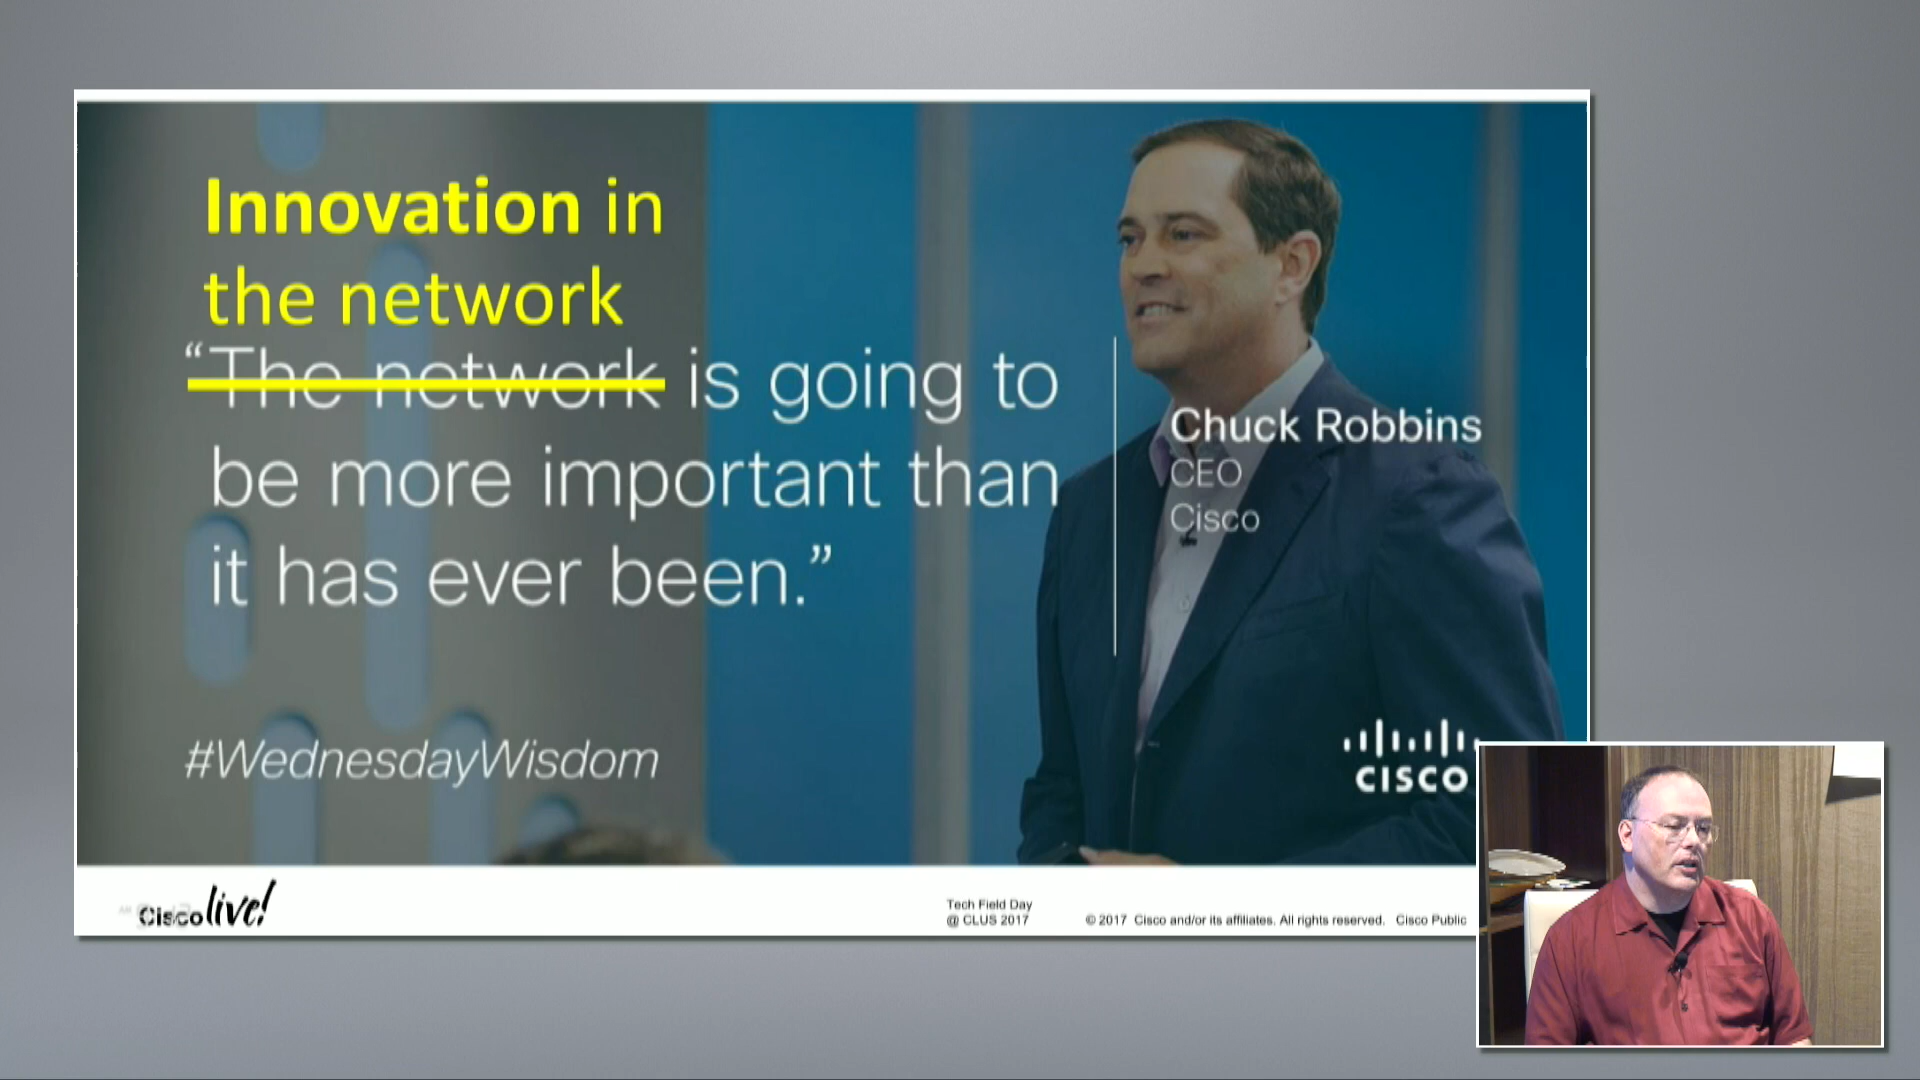 Innovation in
the network
“The network is going to
be more important than
it has ever been.”
Chuck Robbins
CEO
Cisco
#WednesdayWisdom
CISCO
Cisco live!
Tech Field Day
@ CLUS 2017
© 2017 Cisco and/or its affiliates. All rights reserved. Cisco Public